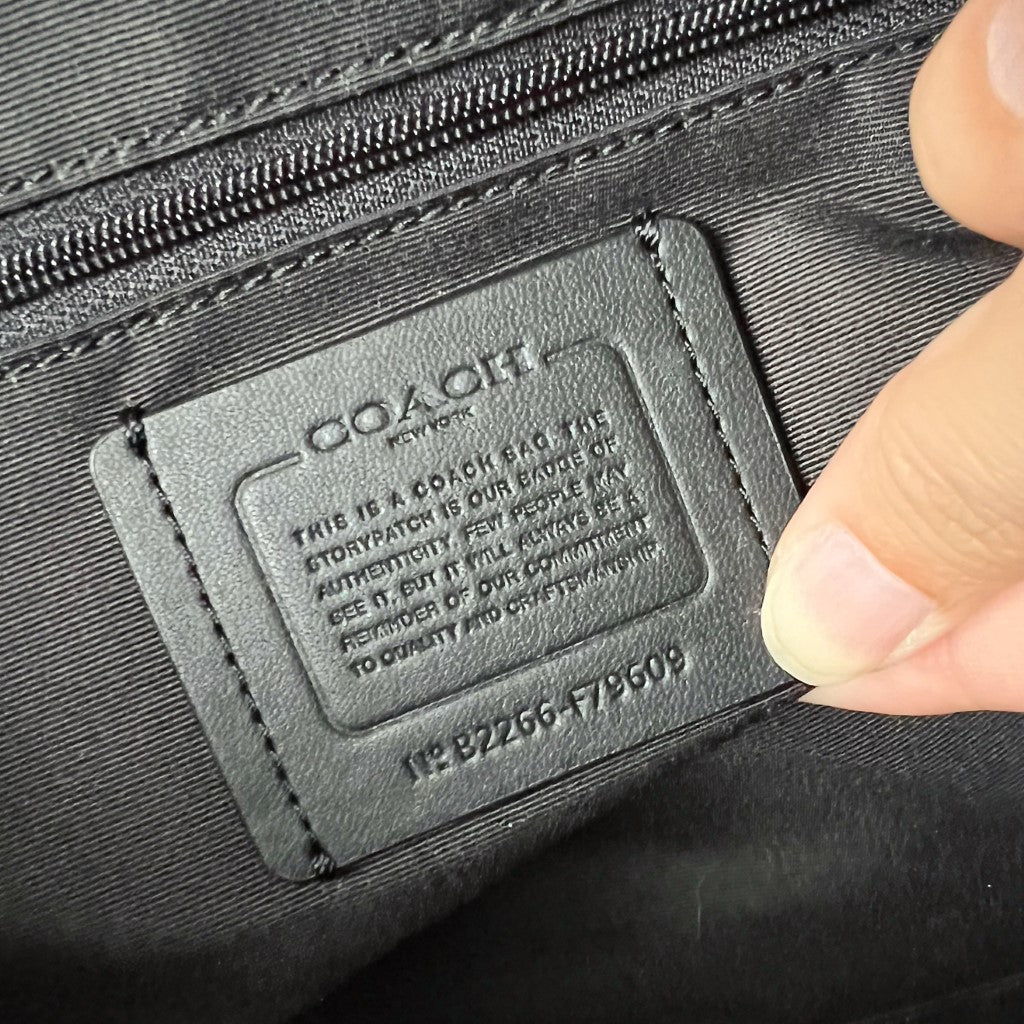 COACH
NEW YORK
THIS IS A COACH BAG. THE
STORYPATCH IS OUR BADGE OF
AUTHENTICITY. FEW PEOPLE MAY
SEE IT, BUT IT WILL ALWAYS BE A
REMINDER OF OUR COMMITMENT
TO QUALITY AND CRAFTSMANSHIP.
Nº B2266-F79609